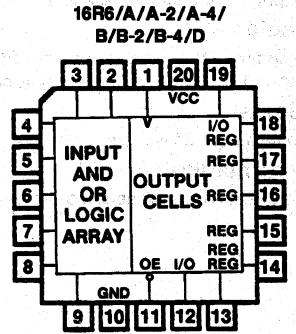 16R6/A/A-2/A-4/
B/B-2/B-4/D
3 2 1 20 19
VCC
4 I/O 18
REG
5 REG 17
INPUT
AND
OR
LOGIC
ARRAY
OUTPUT
CELLS
6 REG 16
7 REG 15
REG
8 OE I/O REG 14
GND
9 10 11 12 13